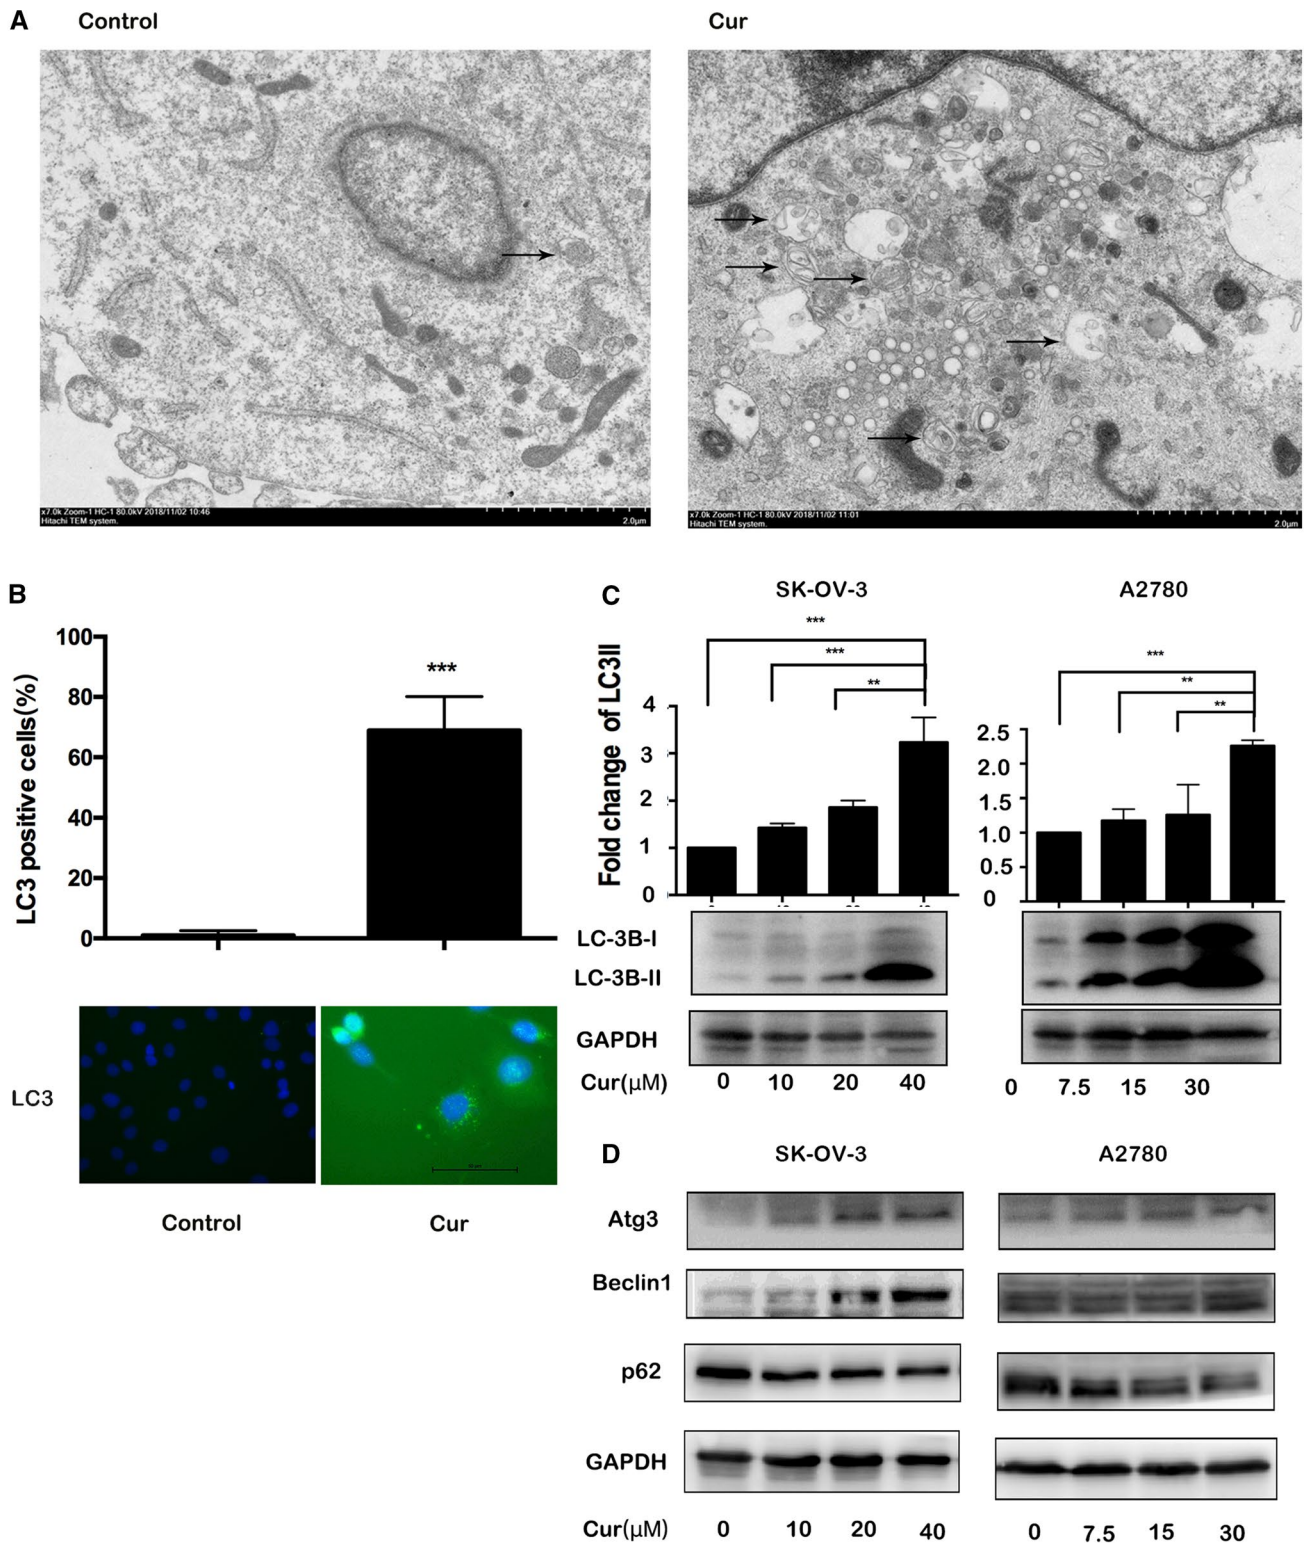 A Control Cur
x7.0k Zoom-1 HC-1 80.0kV 2018/11/02 10:46
Hitachi TEM system.
2.0μm
x7.0k Zoom-1 HC-1 80.0kV 2018/11/02 11:01
Hitachi TEM system.
2.0μm
B
LC3 positive cells(%)
100
80
60
40
20
0
***
LC3
Control Cur
C
SK-OV-3 A2780
Fold change of LC3II
4
3
2
1
0
***
***
**
2.5
2.0
1.5
1.0
0.5
0
***
**
**
LC-3B-I
LC-3B-II
GAPDH
Cur(μM) 0 10 20 40 0 7.5 15 30
D
SK-OV-3 A2780
Atg3
Beclin1
p62
GAPDH
Cur(μM) 0 10 20 40 0 7.5 15 30